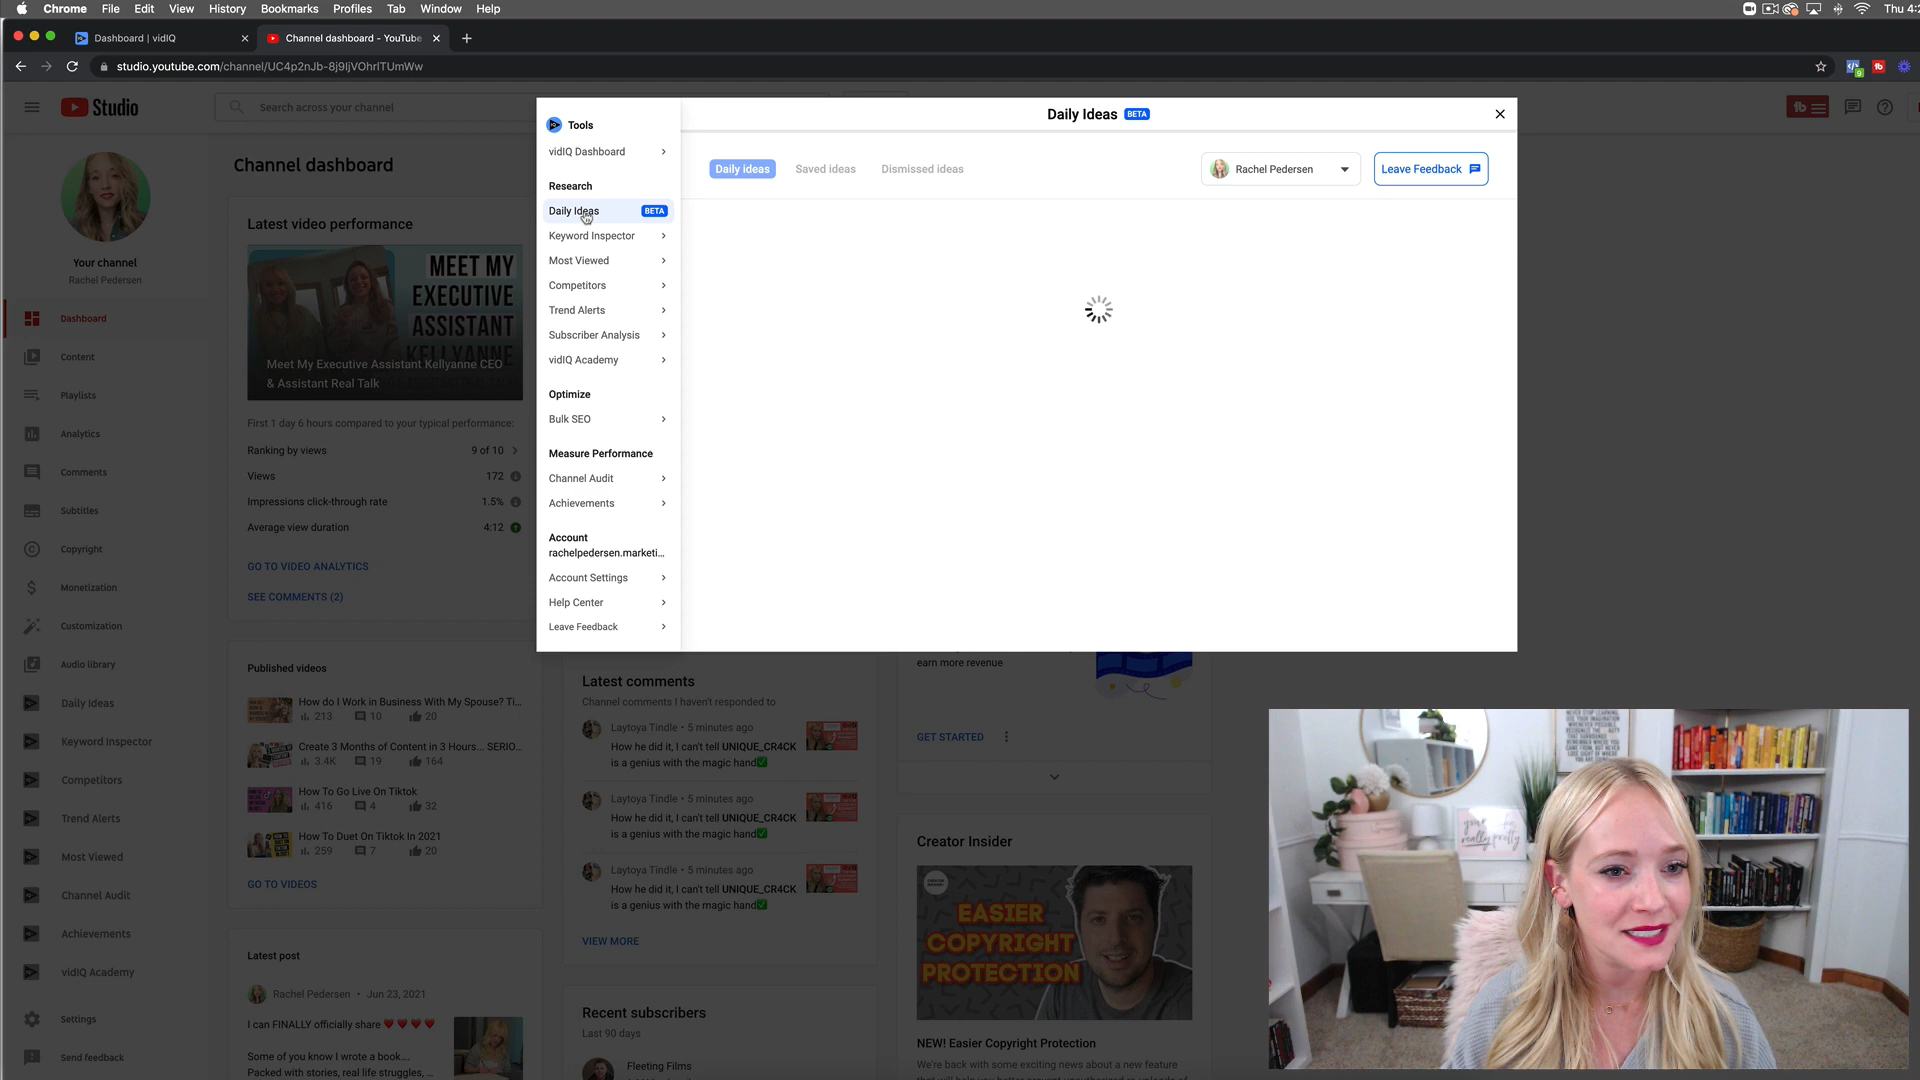 Chrome File Edit View History Bookmarks Profiles Tab Window Help
Thu 4:2
Dashboard | vidIQ
Channel dashboard - YouTube
studio.youtube.com/channel/UC4p2nJb-8j9ljVOhrlTUmWw
Studio
Search across your channel
Your channel
Rachel Pedersen
Dashboard
Content
Playlists
Analytics
Comments
Subtitles
Copyright
Monetization
Customization
Audio library
Daily Ideas
Keyword Inspector
Competitors
Trend Alerts
Most Viewed
Channel Audit
Achievements
vidIQ Academy
Settings
Send feedback
Channel dashboard
Latest video performance
MEET MY
EXECUTIVE
ASSISTANT
KELLYANNE
Meet My Executive Assistant Kellyanne CEO
& Assistant Real Talk
First 1 day 6 hours compared to your typical performance:
Ranking by views 9 of 10
Views 172
Impressions click-through rate 1.5%
Average view duration 4:12
GO TO VIDEO ANALYTICS
SEE COMMENTS (2)
Published videos
How do I Work in Business With My Spouse? Ti...
213 10 20
Create 3 Months of Content in 3 Hours... SERIO...
3.4K 19 164
How To Go Live On Tiktok
416 4 32
How To Duet On Tiktok In 2021
259 7 20
GO TO VIDEOS
Latest post
Rachel Pedersen • Jun 23, 2021
I can FINALLY officially share ❤❤❤❤
Some of you know I wrote a book....
Packed with stories, real life struggles, ...
Tools
vidIQ Dashboard
Research
Daily Ideas BETA
Keyword Inspector
Most Viewed
Competitors
Trend Alerts
Subscriber Analysis
vidIQ Academy
Optimize
Bulk SEO
Measure Performance
Channel Audit
Achievements
Account
rachelpedersen.marketi...
Account Settings
Help Center
Leave Feedback
Daily Ideas BETA
Daily ideas Saved ideas Dismissed ideas
Rachel Pedersen
Leave Feedback
Latest comments
Channel comments I haven't responded to
Laytoya Tindle • 5 minutes ago
How he did it, I can't tell UNIQUE_CR4CK
is a genius with the magic hand✅
Laytoya Tindle • 5 minutes ago
How he did it, I can't tell UNIQUE_CR4CK
is a genius with the magic hand✅
Laytoya Tindle • 5 minutes ago
How he did it, I can't tell UNIQUE_CR4CK
is a genius with the magic hand✅
VIEW MORE
Recent subscribers
Last 90 days
Fleeting Films
earn more revenue
GET STARTED
Creator Insider
EASIER
COPYRIGHT
PROTECTION
NEW! Easier Copyright Protection
We're back with some exciting news about a new feature